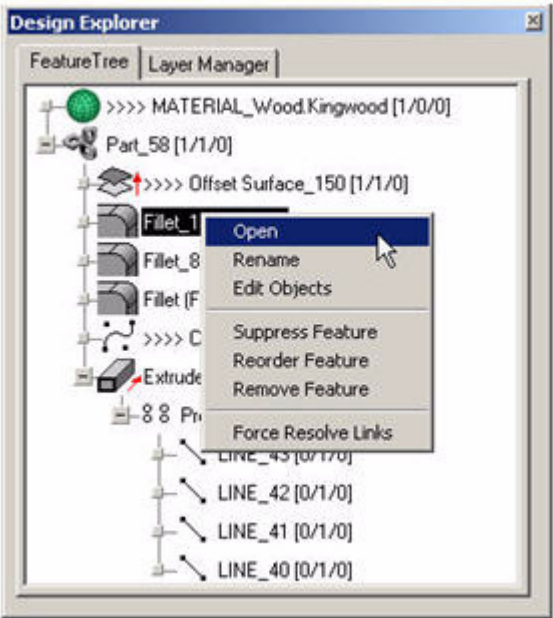 Design Explorer
FeatureTree Layer Manager
>>>> MATERIAL_Wood.Kingwood [1/0/0]
Part_58 [1/1/0]
>>>> Offset Surface_150 [1/1/0]
Fillet_1
Open
Fillet_8
Rename
Edit Objects
Fillet (F
Suppress Feature
>>>> C
Reorder Feature
Extrude
Remove Feature
Pr
Force Resolve Links
LINE_43 [0/1/0]
LINE_42 [0/1/0]
LINE_41 [0/1/0]
LINE_40 [0/1/0]